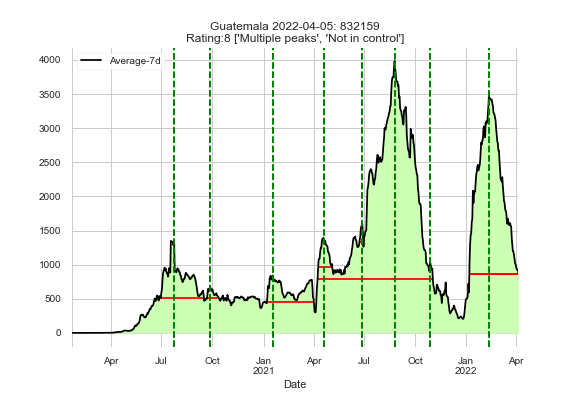 Guatemala 2022-04-05: 832159
Rating:8 ['Multiple peaks', 'Not in control']
Average-7d
4000
3500
3000
2500
2000
1500
1000
500
0
Apr Jul Oct Jan Apr Jul Oct Jan Apr
2021 2022
Date